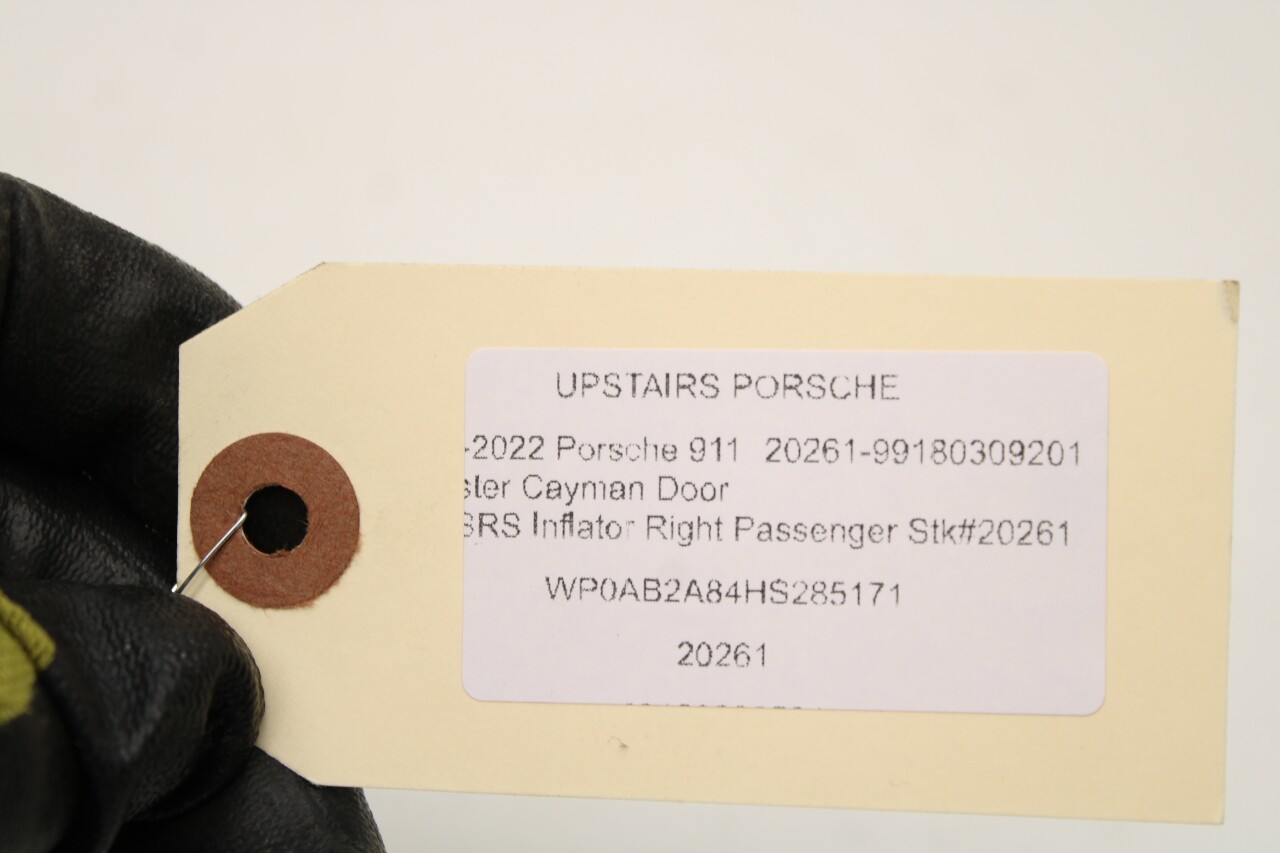 UPSTAIRS PORSCHE
-2022 Porsche 911 20261-99180309201
ster Cayman Door
SRS Inflator Right Passenger Stk#20261
WP0AB2A84HS285171
20261